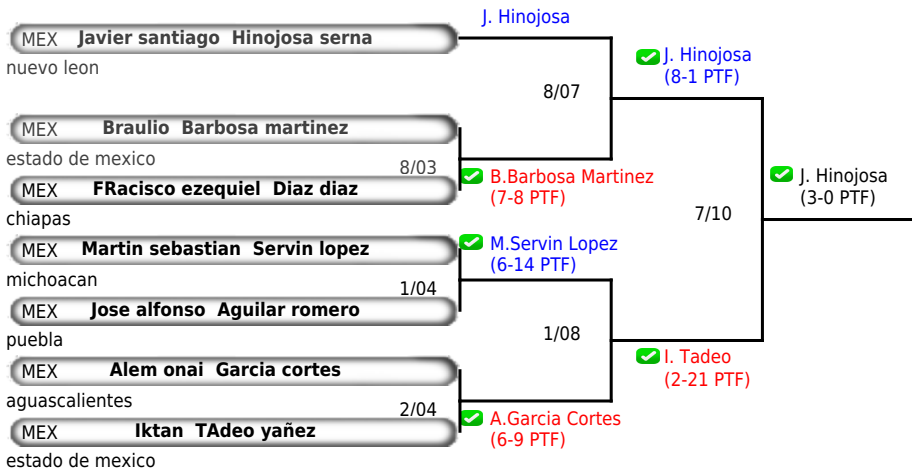 J. Hinojosa
MEX Javier santiago Hinojosa serna
nuevo leon
J. Hinojosa
(8-1 PTF)
8/07
MEX Braulio Barbosa martinez
estado de mexico
8/03
MEX FRacisco ezequiel Diaz diaz
chiapas
B.Barbosa Martinez
(7-8 PTF)
J. Hinojosa
(3-0 PTF)
7/10
MEX Martin sebastian Servin lopez
michoacan
M.Servin Lopez
(6-14 PTF)
1/04
MEX Jose alfonso Aguilar romero
puebla
1/08
I. Tadeo
(2-21 PTF)
MEX Alem onai Garcia cortes
aguascalientes
2/04
MEX Iktan TAdeo yañez
estado de mexico
A.Garcia Cortes
(6-9 PTF)